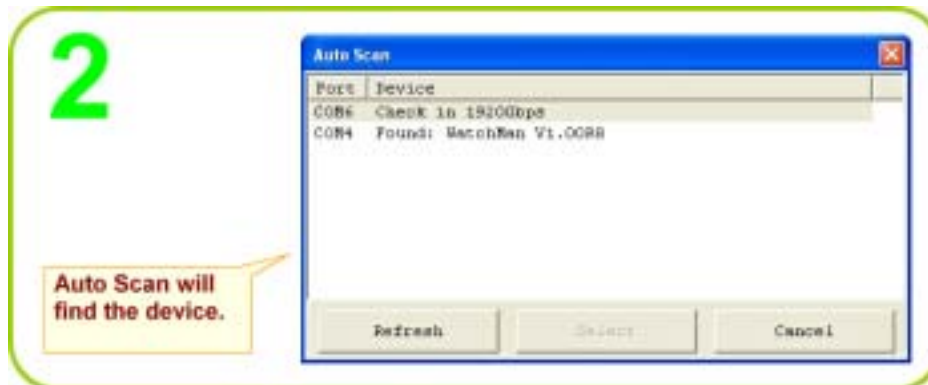 2
Auto Scan
Port Device
COM6 Check in 19200bps
COM4 Found: WatchMan V1.00RR
Auto Scan will
find the device.
Refresh Select Cancel